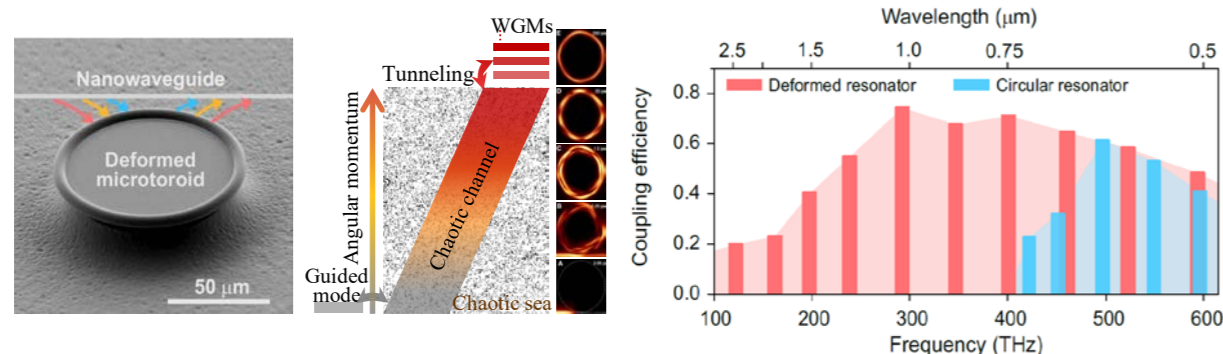 Nanowaveguide
Deformed
microtoroid
50 μm
WGMs
Tunneling
Angular momentum
Chaotic channel
Guided
mode
Chaotic sea
E
D
C
B
A
Wavelength (μm)
2.5 1.5 1.0 0.75 0.5
Deformed resonator Circular resonator
Coupling efficiency
0.8
0.6
0.4
0.2
0.0
100 200 300 400 500 600
Frequency (THz)